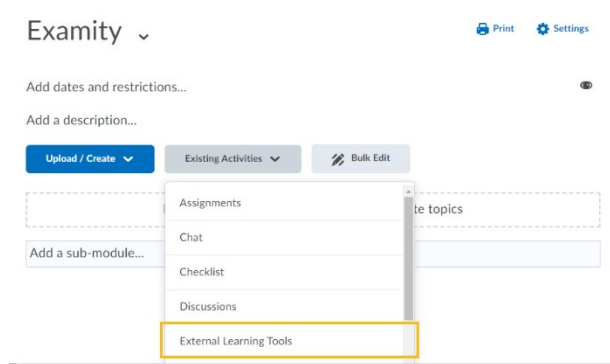 Examity
Print
Settings
Add dates and restrictions...
Add a description...
Upload / Create
Existing Activities
Bulk Edit
Assignments
topics
Chat
Add a sub-module...
Checklist
Discussions
External Learning Tools